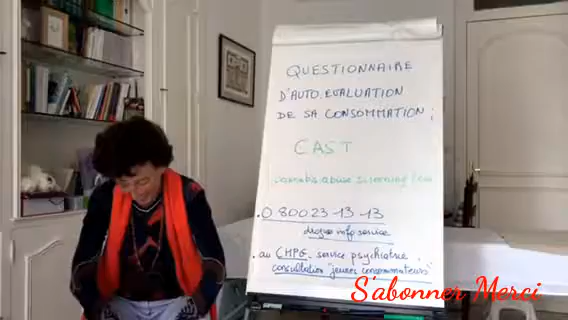 QUESTIONNAIRE
D'AUTO.EVALUATION
DE SA CONSOMMATION :
CAST
cannabis abuse screening test
. 0 800 23 - 13 - 13
drogue info service
. au CHPG, service psychiatrie,
consultation "jeunes consommateurs"
S'abonner Merci